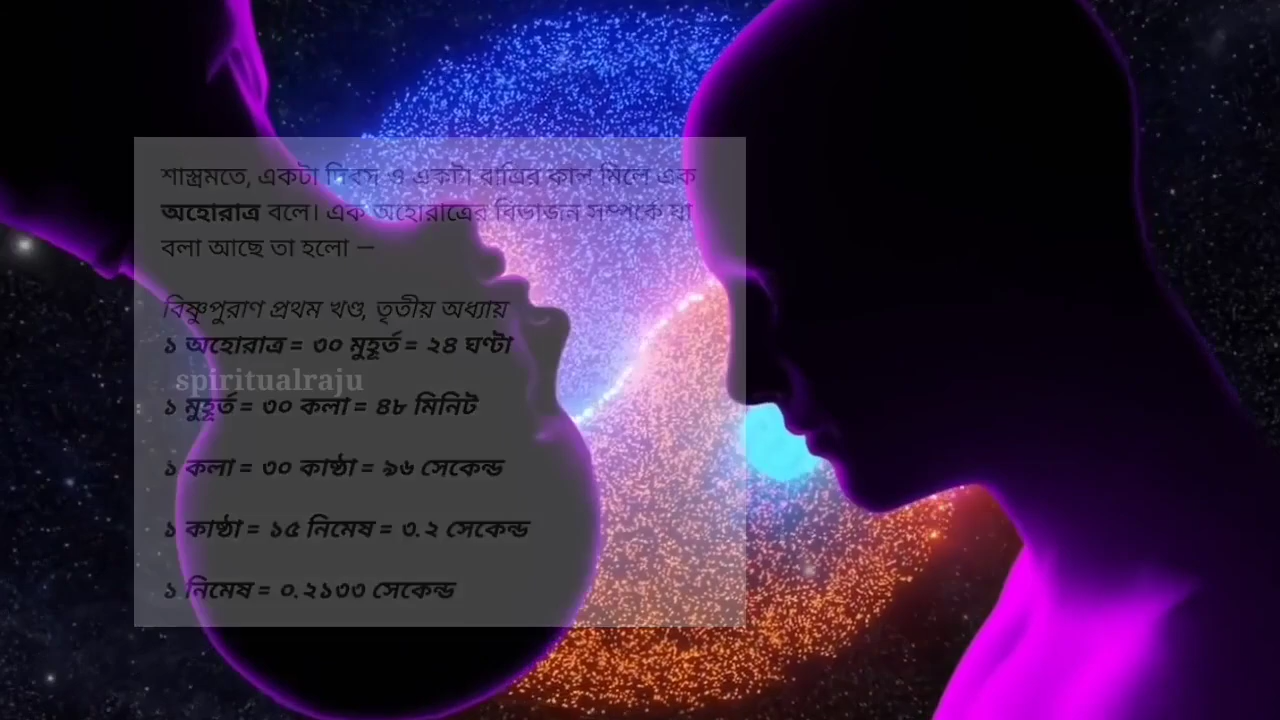 শাস্ত্রমতে, একটা দিবস ও একটা রাত্রির কাল মিলে এক
অহোরাত্র বলে। এক অহোরাত্রের বিভাজন সম্পর্কে যা
বলা আছে তা হলো —
বিষ্ণুপুরাণ প্রথম খণ্ড, তৃতীয় অধ্যায়
১ অহোরাত্র = ৩০ মুহূর্ত = ২৪ ঘণ্টা
spiritualraju
১ মুহূর্ত = ৩০ কলা = ৪৮ মিনিট
১ কলা = ৩০ কাষ্ঠা = ৯৬ সেকেন্ড
১ কাষ্ঠা = ১৫ নিমেষ = ৩.২ সেকেন্ড
১ নিমেষ = ০.২১৩৩ সেকেন্ড